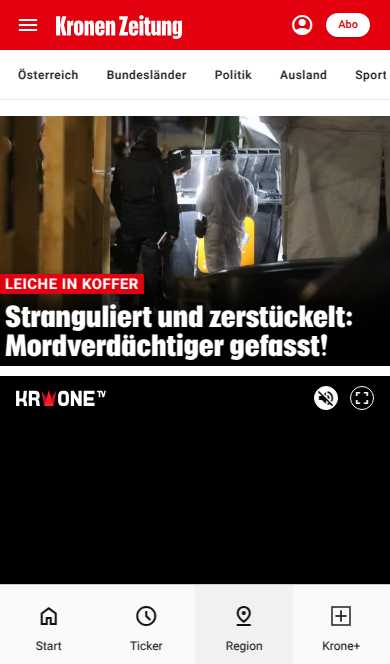 Kronen Zeitung
Abo
Österreich Bundesländer Politik Ausland Sport
LEICHE IN KOFFER
Stranguliert und zerstückelt:
Mordverdächtiger gefasst!
KRONE TV
Start Ticker Region Krone+